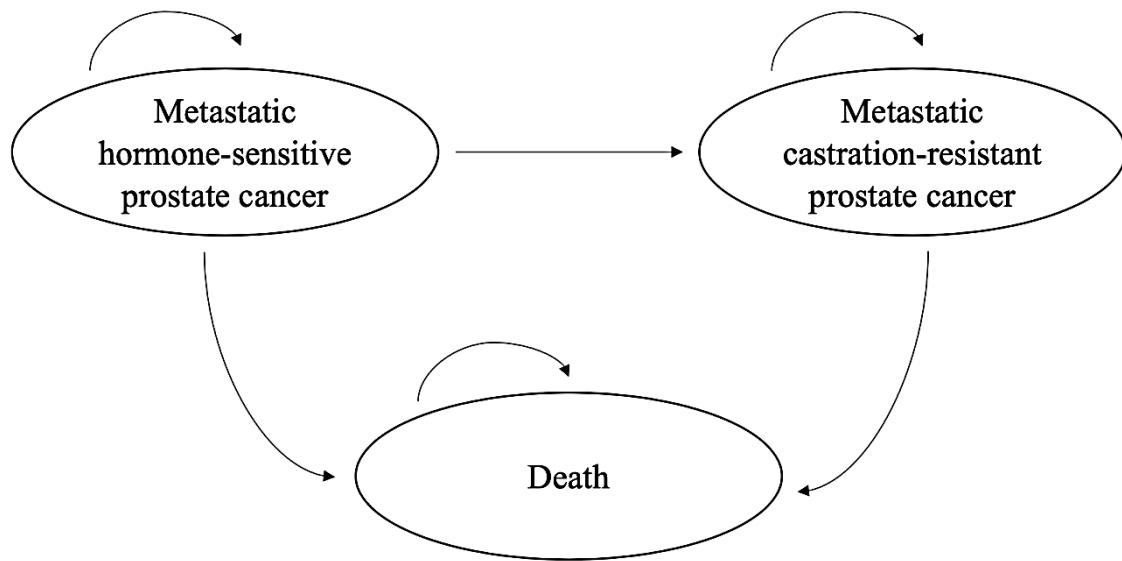 Metastatic
hormone-sensitive
prostate cancer
Metastatic
castration-resistant
prostate cancer
Death